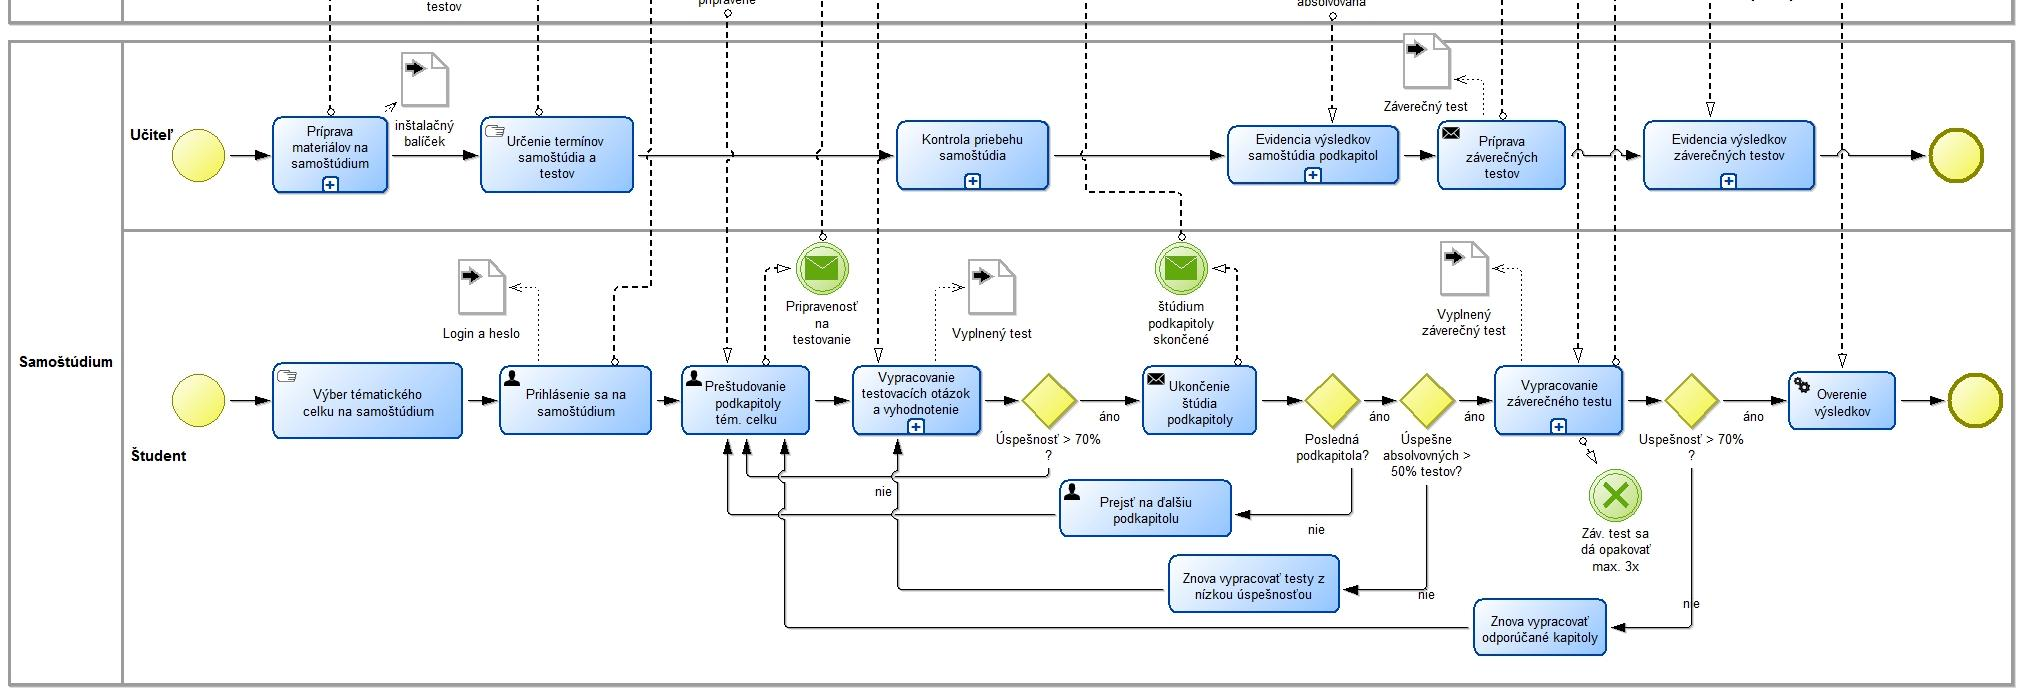 testov
pripravené
absolvovaná
Učiteľ
Príprava
materiálov na
samoštúdium
inštalačný
balíček
Určenie termínov
samoštúdia a
testov
Kontrola priebehu
samoštúdia
Evidencia výsledkov
samoštúdia podkapitol
Záverečný test
Príprava
záverečných
testov
Evidencia výsledkov
záverečných testov
Samoštúdium
Študent
Výber tématického
celku na samoštúdium
Login a heslo
Prihlásenie sa na
samoštúdium
Preštudovanie
podkapitoly
tém. celku
Pripravenosť
na
testovanie
Vypracovanie
testovacích otázok
a vyhodnotenie
Vyplnený test
Úspešnosť > 70%
?
áno
nie
Ukončenie
štúdia
podkapitoly
štúdium
podkapitoly
skončené
Posledná
podkapitola?
áno
nie
Prejsť na ďalšiu
podkapitolu
Úspešne
absolvovných >
50% testov?
áno
nie
Znova vypracovať testy z
nízkou úspešnosťou
Vyplnený
záverečný test
Vypracovanie
záverečného testu
Záv. test sa
dá opakovať
max. 3x
Uspešnosť > 70%
?
áno
nie
Znova vypracovať
odporúčané kapitoly
Overenie
výsledkov